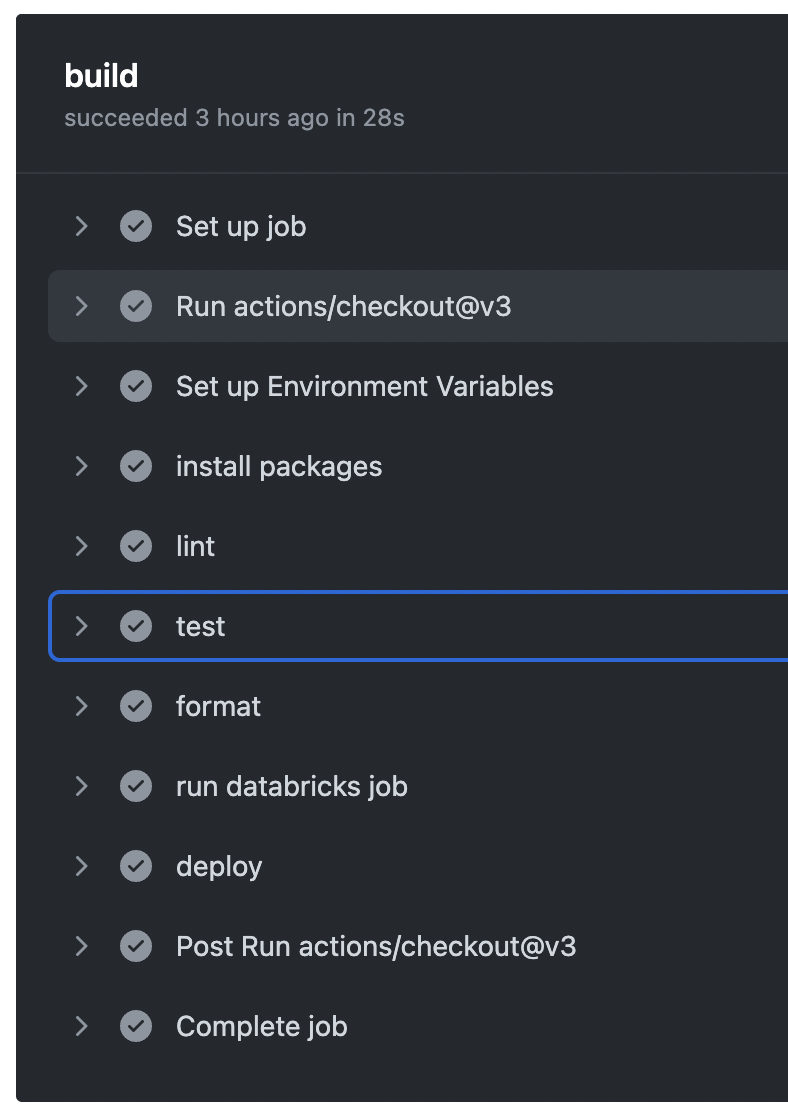 build
succeeded 3 hours ago in 28s
Set up job
Run actions/checkout@v3
Set up Environment Variables
install packages
lint
test
format
run databricks job
deploy
Post Run actions/checkout@v3
Complete job